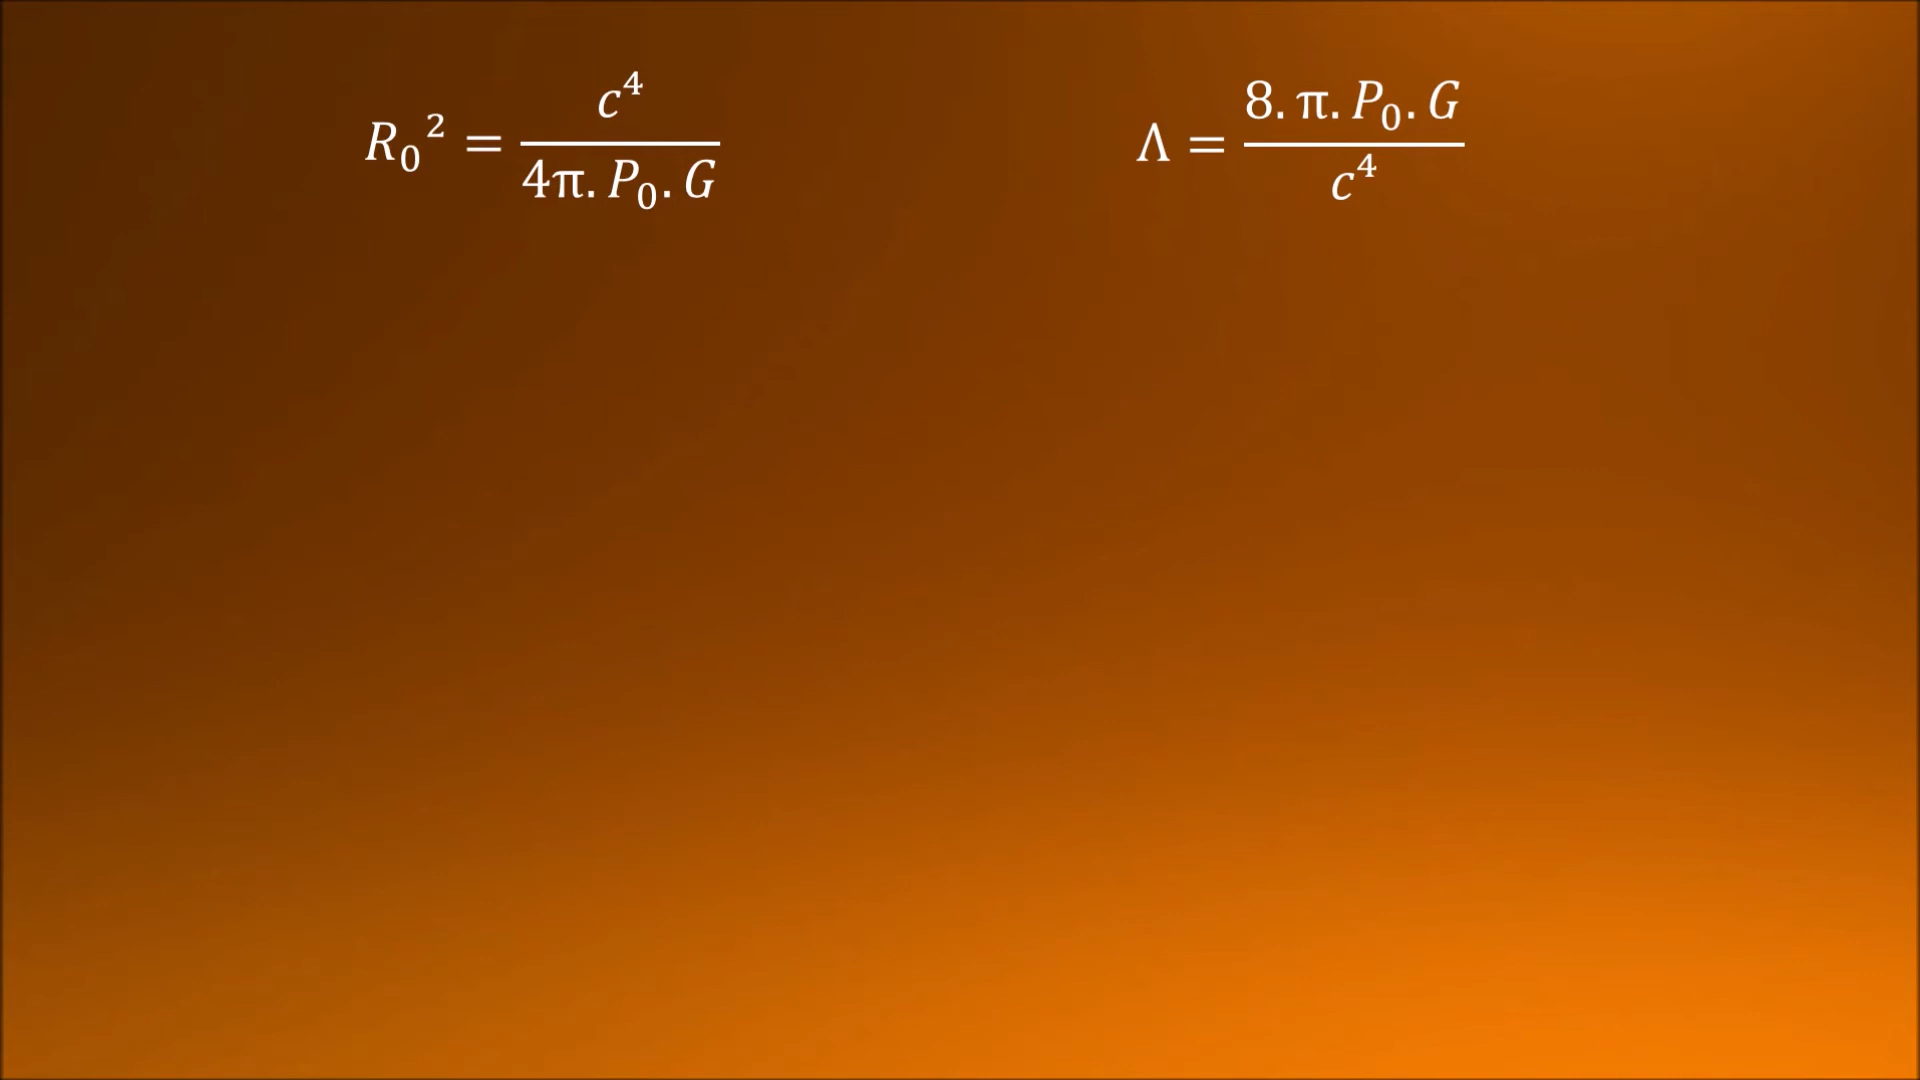 R₀² = c⁴ / 4π. P₀. G
Λ = 8. π. P₀. G / c⁴